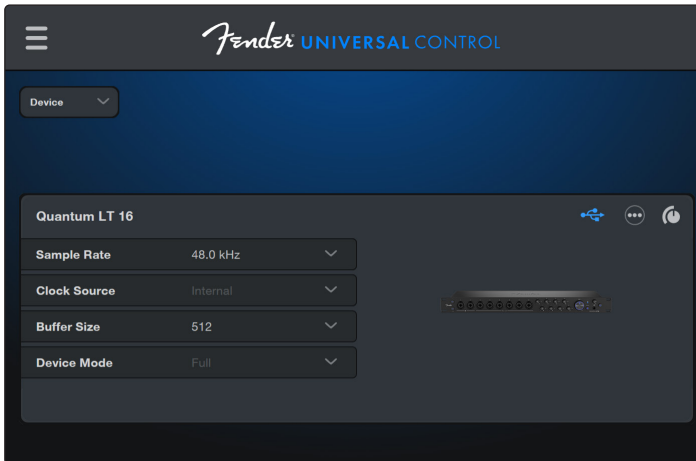 Fender UNIVERSAL CONTROL
Device
Quantum LT 16
Sample Rate 48.0 kHz
Clock Source Internal
Buffer Size 512
Device Mode Full